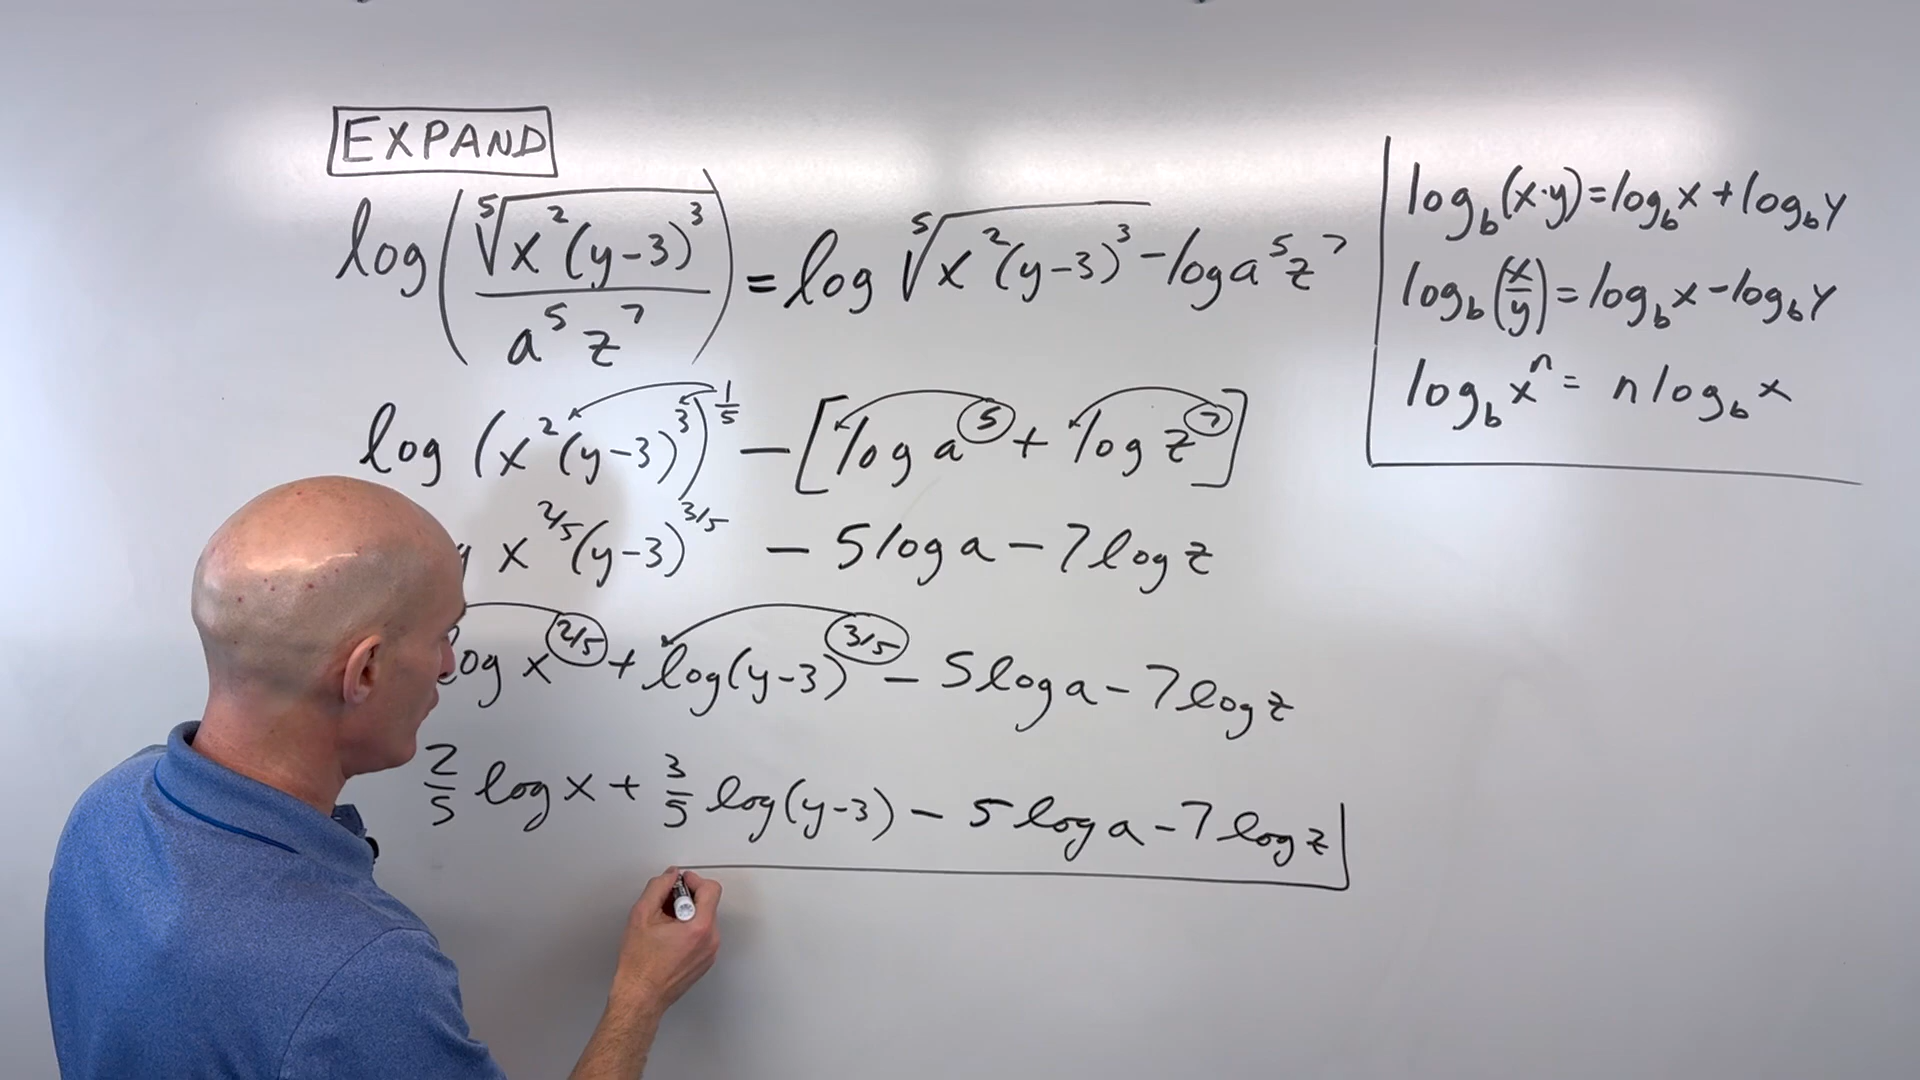 EXPAND
log(⁵√(x²(y-3)³) / a⁵z⁷) = log ⁵√(x²(y-3)³) - log a⁵z⁷
log (x²(y-3)³)^(1/5) - [log a⁵ + log z⁷]
x^(2/5)(y-3)^(3/5) - 5 log a - 7 log z
log x^(2/5) + log(y-3)^(3/5) - 5 log a - 7 log z
2/5 log x + 3/5 log(y-3) - 5 log a - 7 log z
log_b(x·y) = log_b x + log_b y
log_b(x/y) = log_b x - log_b y
log_b xⁿ = n log_b x